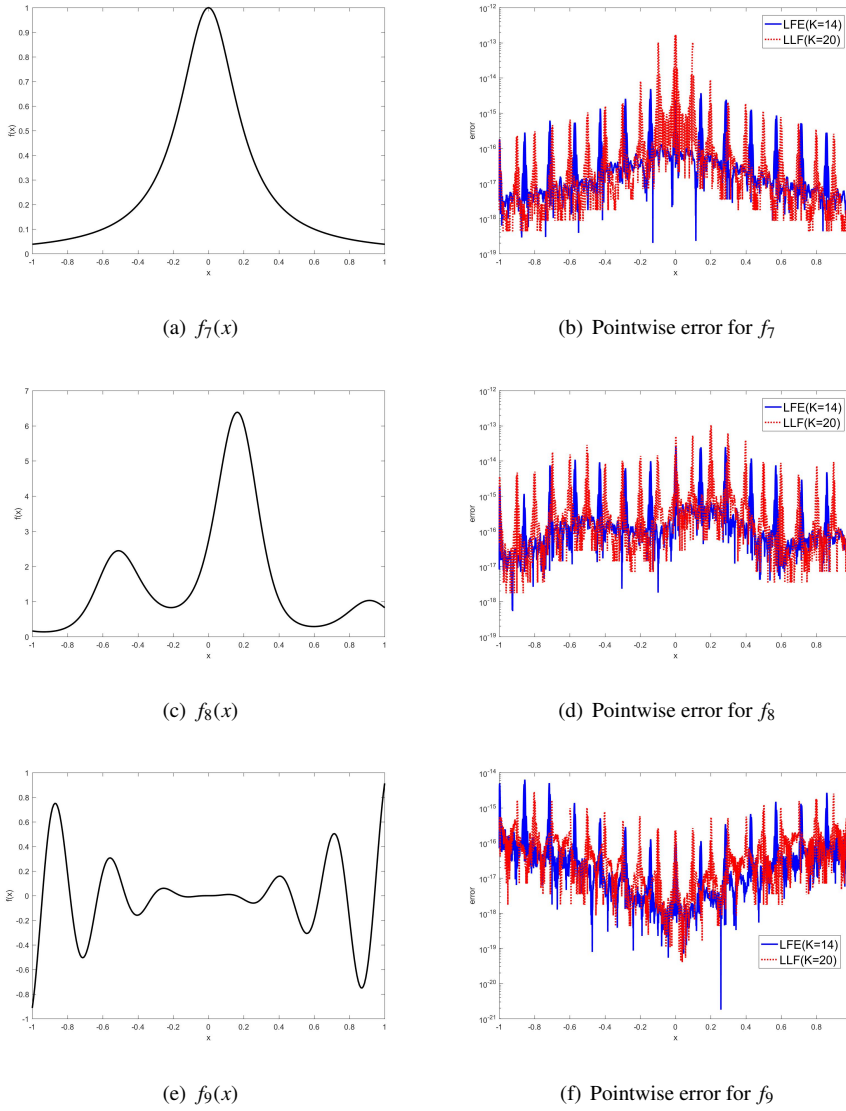 1
0.9
0.8
0.7
0.6
0.5
0.4
0.3
0.2
0.1
0
f(x)
-1 -0.8 -0.6 -0.4 -0.2 0 0.2 0.4 0.6 0.8 1
x
10-12
10-13
10-14
10-15
10-16
10-17
10-18
10-19
error
LFE(K=14)
LLF(K=20)
-1 -0.8 -0.6 -0.4 -0.2 0 0.2 0.4 0.6 0.8
x
(a) f7(x)
(b) Pointwise error for f7
7
6
5
4
3
2
1
0
f(x)
-1 -0.8 -0.6 -0.4 -0.2 0 0.2 0.4 0.6 0.8 1
x
10-12
10-13
10-14
10-15
10-16
10-17
10-18
10-19
error
LFE(K=14)
LLF(K=20)
-1 -0.8 -0.6 -0.4 -0.2 0 0.2 0.4 0.6 0.8
x
(c) f8(x)
(d) Pointwise error for f8
1
0.8
0.6
0.4
0.2
0
-0.2
-0.4
-0.6
-0.8
-1
f(x)
-1 -0.8 -0.6 -0.4 -0.2 0 0.2 0.4 0.6 0.8 1
x
10-14
10-15
10-16
10-17
10-18
10-19
10-20
10-21
error
LFE(K=14)
LLF(K=20)
-1 -0.8 -0.6 -0.4 -0.2 0 0.2 0.4 0.6 0.8
x
(e) f9(x)
(f) Pointwise error for f9